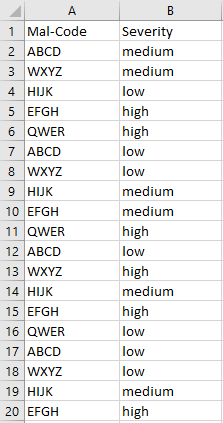 A B
1 Mal-Code Severity
2 ABCD medium
3 WXYZ medium
4 HIJK low
5 EFGH high
6 QWER high
7 ABCD low
8 WXYZ low
9 HIJK medium
10 EFGH medium
11 QWER high
12 ABCD low
13 WXYZ high
14 HIJK medium
15 EFGH high
16 QWER low
17 ABCD low
18 WXYZ low
19 HIJK medium
20 EFGH high